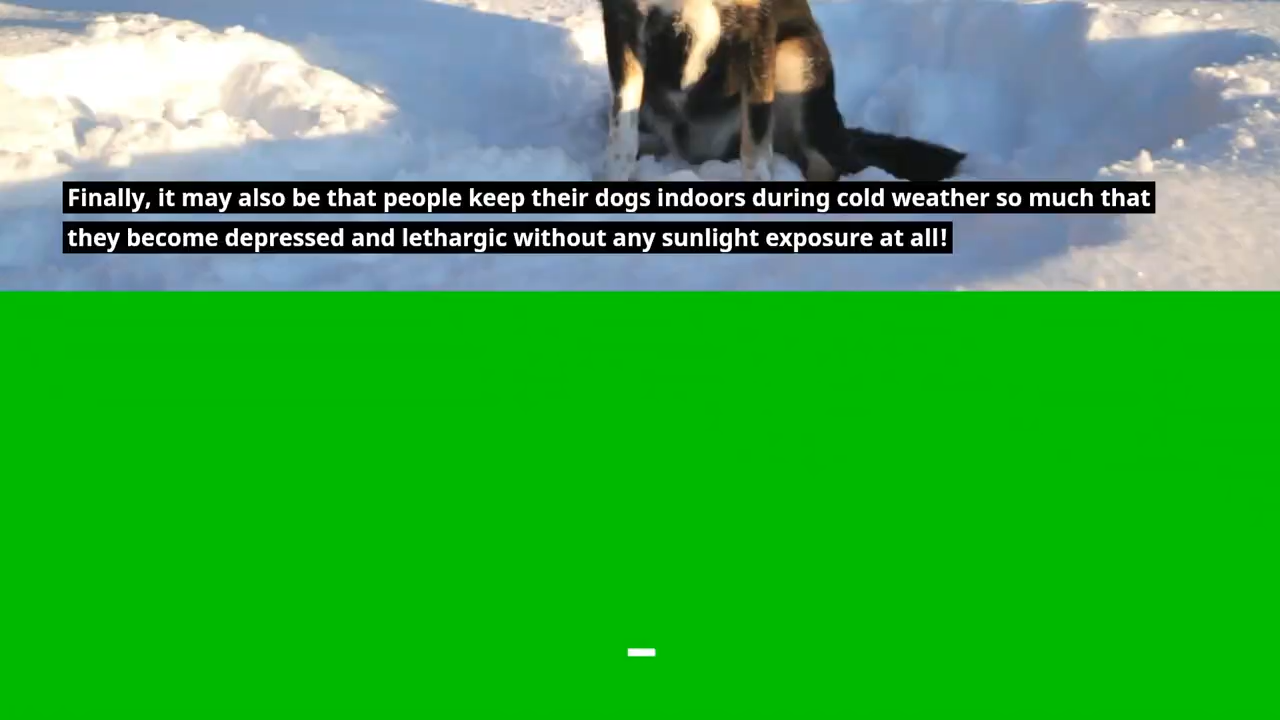 Finally, it may also be that people keep their dogs indoors during cold weather so much that
they become depressed and lethargic without any sunlight exposure at all!